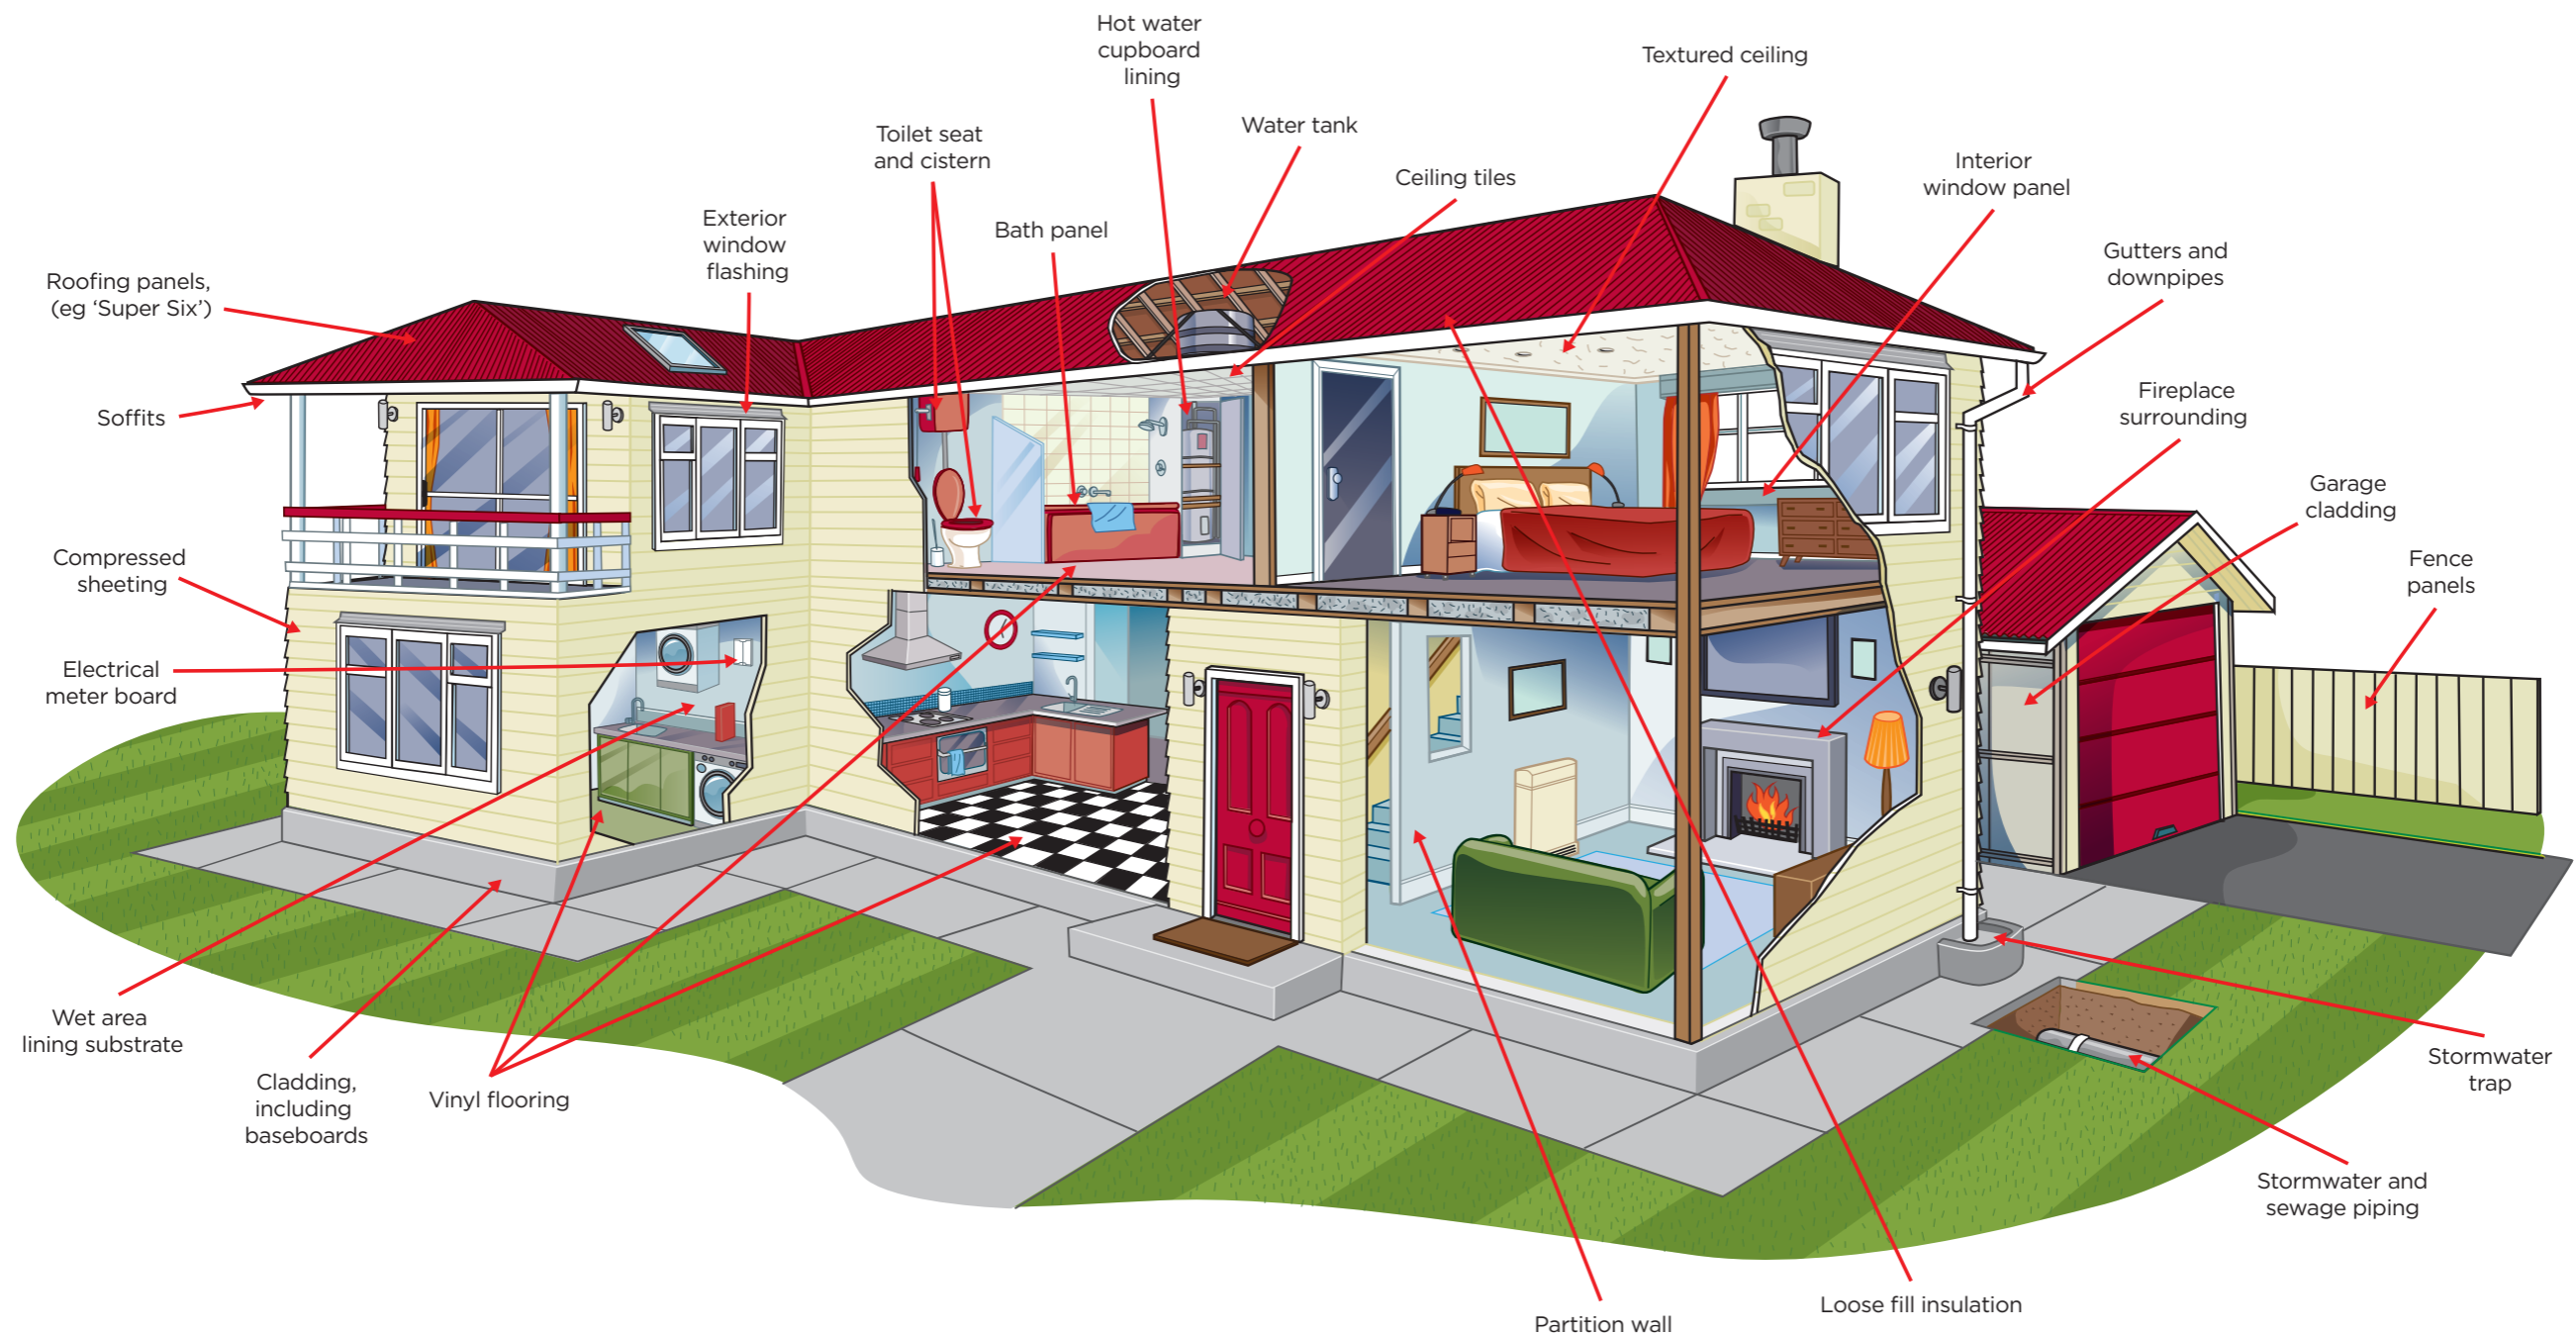 Hot water
cupboard
lining
Textured ceiling
Toilet seat
and cistern
Water tank
Ceiling tiles
Interior
window panel
Exterior
window
flashing
Bath panel
Gutters and
downpipes
Roofing panels,
(eg ‘Super Six’)
Soffits
Fireplace
surrounding
Garage
cladding
Compressed
sheeting
Fence
panels
Electrical
meter board
Wet area
lining substrate
Cladding,
including
baseboards
Vinyl flooring
Stormwater
trap
Stormwater and
sewage piping
Loose fill insulation
Partition wall